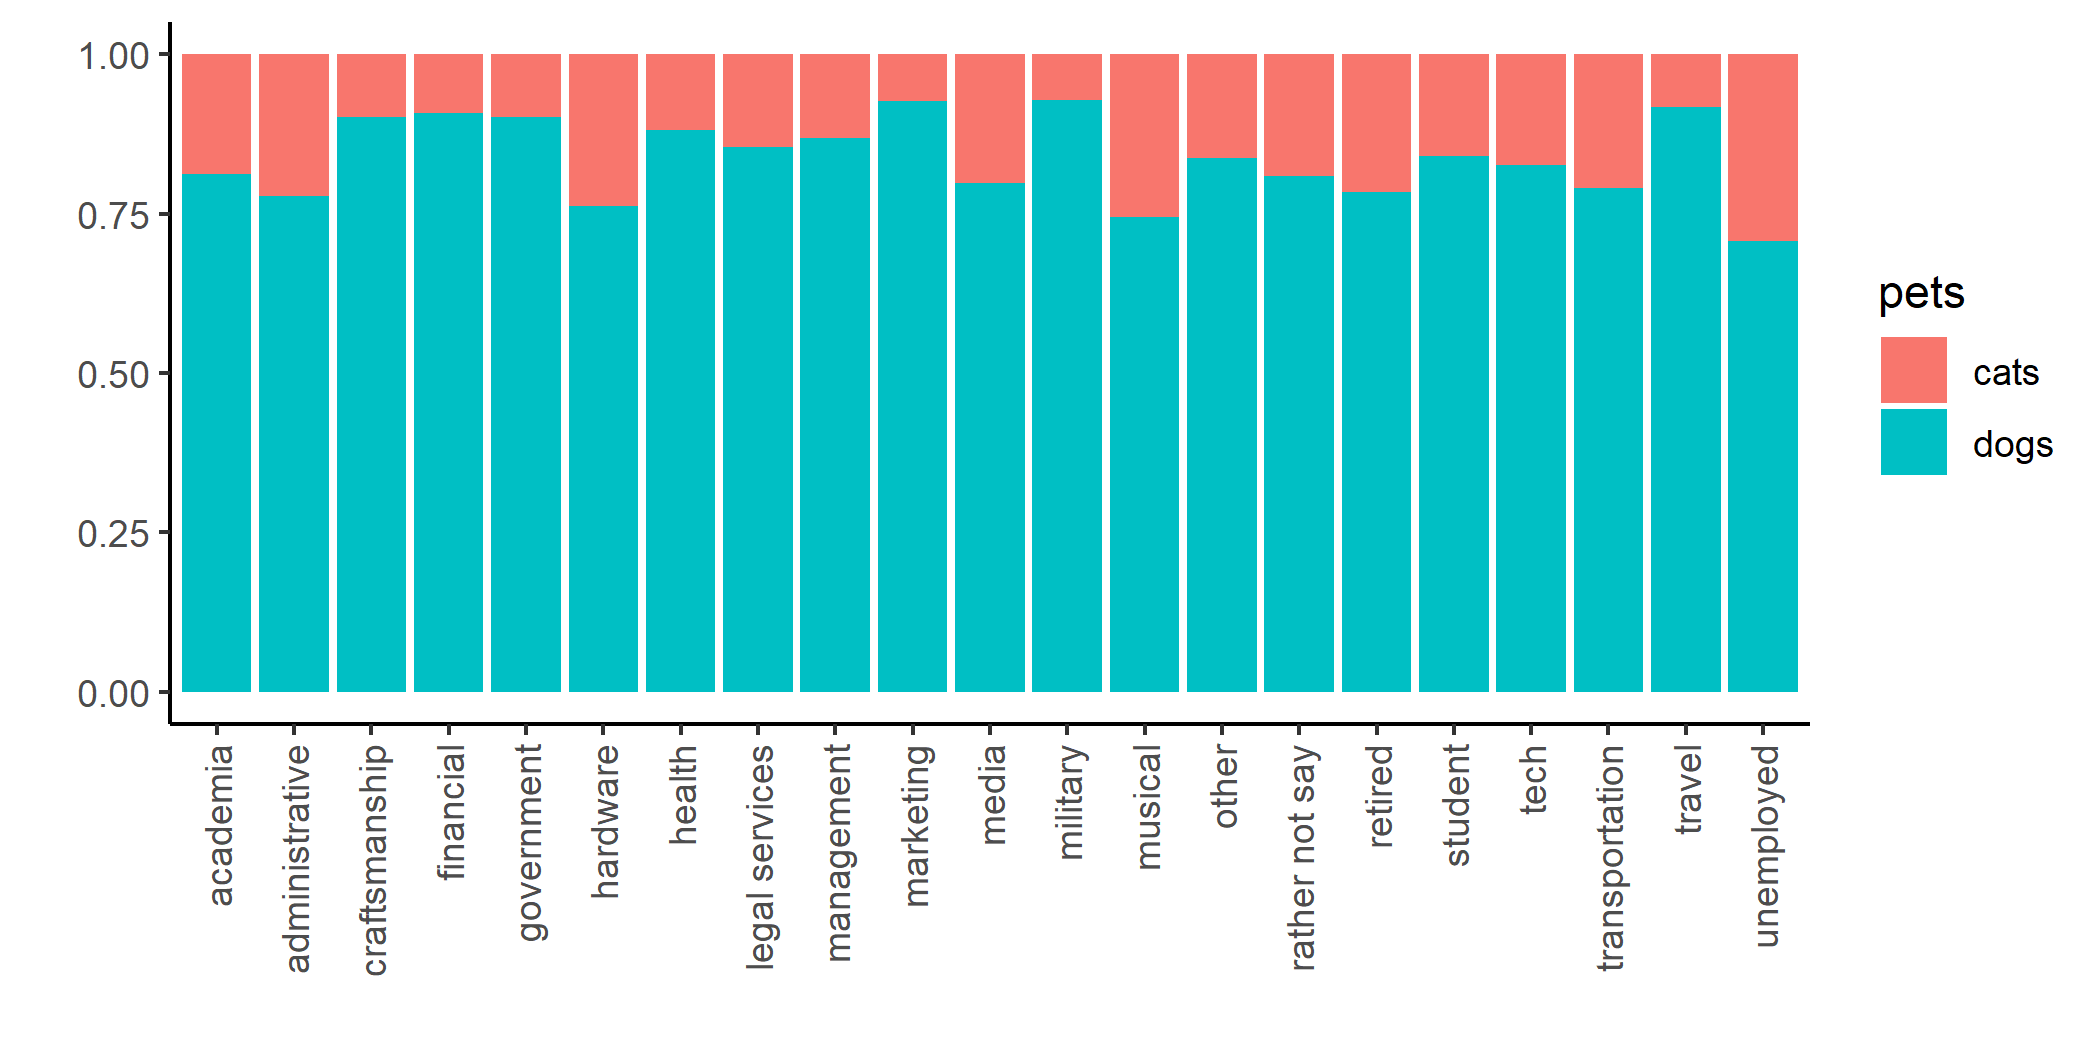 1.00
0.75
0.50
0.25
0.00
academia
administrative
craftsmanship
financial
government
hardware
health
legal services
management
marketing
media
military
musical
other
rather not say
retired
student
tech
transportation
travel
unemployed
pets
cats
dogs